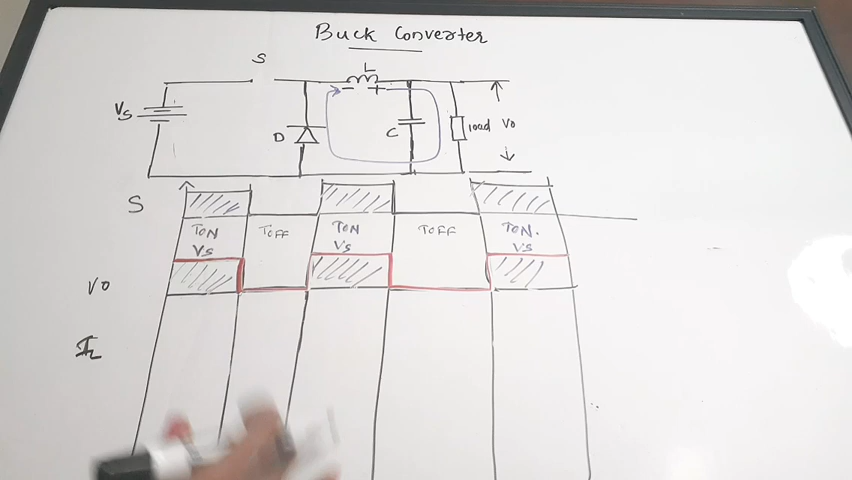 Buck Converter
S
L
- +
Vs
D
C
load
Vo
S
TON
TOFF
TON
TOFF
TON.
Vs
Vs
Vs
Vo
IL